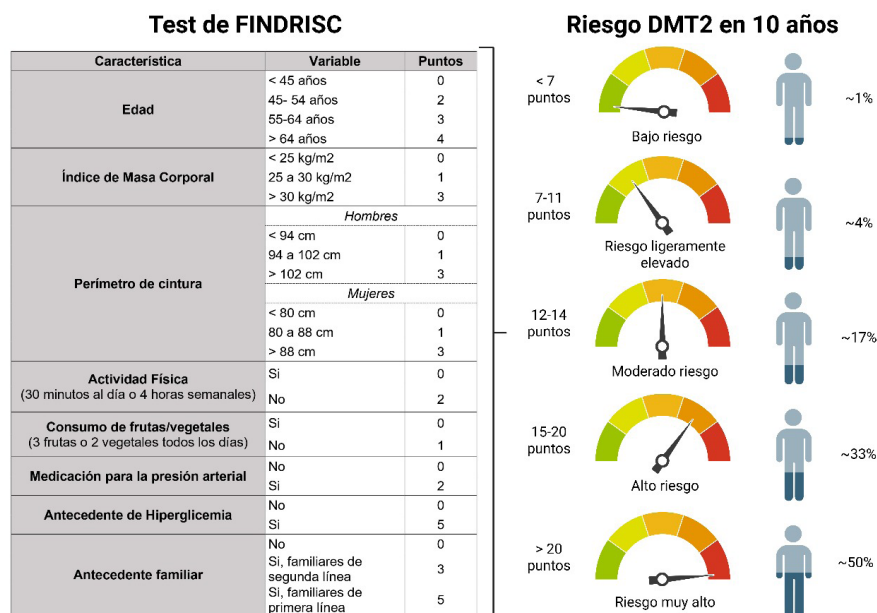 Test de FINDRISC
Característica Variable Puntos
Edad
< 45 años 0
45- 54 años 2
55-64 años 3
> 64 años 4
Índice de Masa Corporal
< 25 kg/m2 0
25 a 30 kg/m2 1
> 30 kg/m2 3
Perímetro de cintura
Hombres
< 94 cm 0
94 a 102 cm 1
> 102 cm 3
Mujeres
< 80 cm 0
80 a 88 cm 1
> 88 cm 3
Actividad Física
(30 minutos al día o 4 horas semanales)
Si 0
No 2
Consumo de frutas/vegetales
(3 frutas o 2 vegetales todos los días)
Si 0
No 1
Medicación para la presión arterial
No 0
Si 2
Antecedente de Hiperglicemia
No 0
Si 5
Antecedente familiar
No 0
Si, familiares de
segunda línea 3
Si, familiares de
primera línea 5
Riesgo DMT2 en 10 años
< 7
puntos
Bajo riesgo
~1%
7-11
puntos
Riesgo ligeramente
elevado
~4%
12-14
puntos
Moderado riesgo
~17%
15-20
puntos
Alto riesgo
~33%
> 20
puntos
Riesgo muy alto
~50%